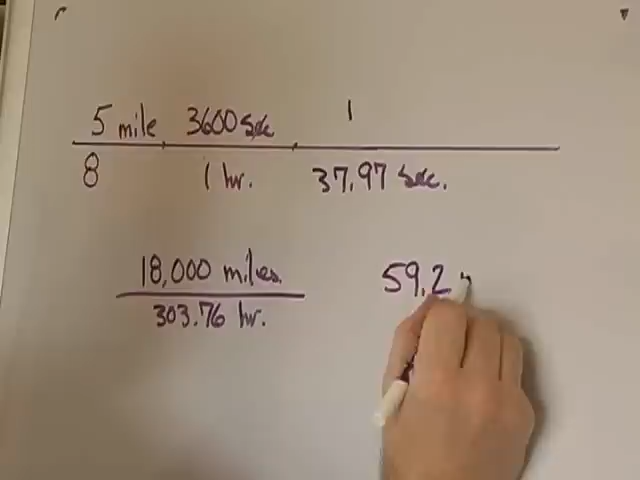 5 mile 3600 sec 1
8 1 hr. 37.97 sec.
18,000 miles 59.2
303.76 hr.